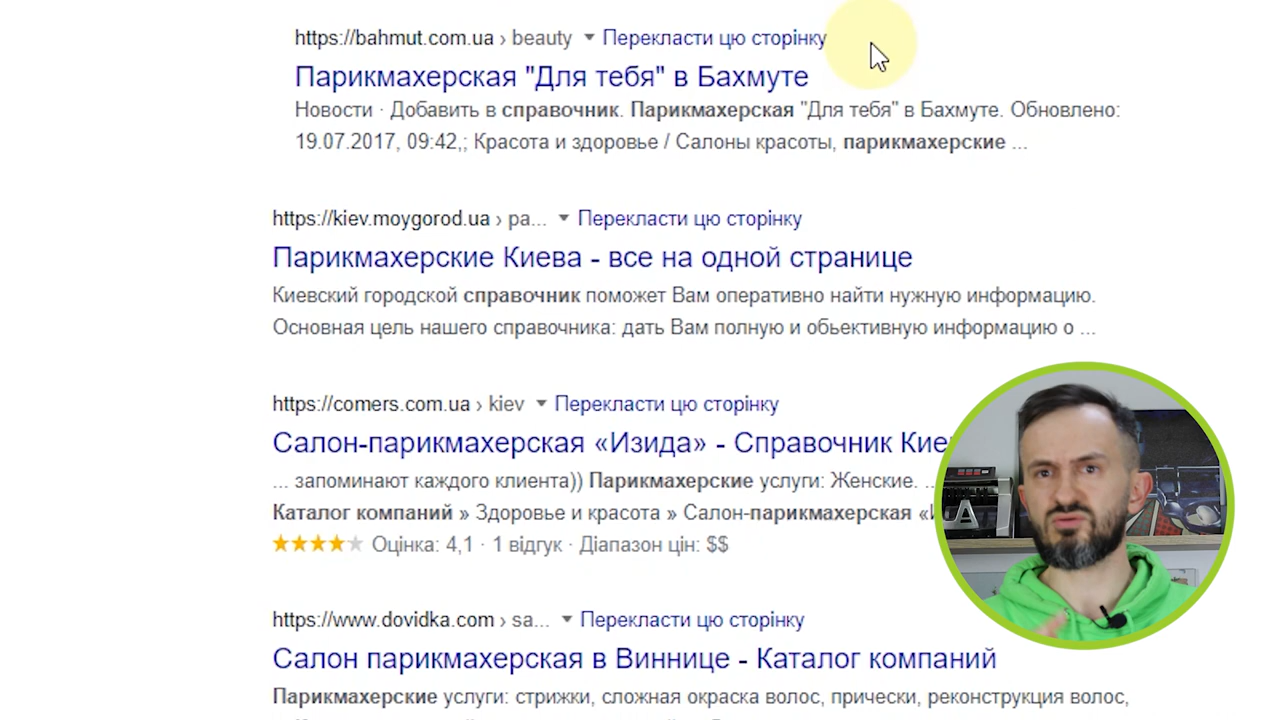 https://bahmut.com.ua › beauty ▼ Перекласти цю сторінку
Парикмахерская "Для тебя" в Бахмуте
Новости · Добавить в справочник. Парикмахерская "Для тебя" в Бахмуте. Обновлено:
19.07.2017, 09:42,; Красота и здоровье / Салоны красоты, парикмахерские ...
https://kiev.moygorod.ua › pa... ▼ Перекласти цю сторінку
Парикмахерские Киева - все на одной странице
Киевский городской справочник поможет Вам оперативно найти нужную информацию.
Основная цель нашего справочника: дать Вам полную и обьективную информацию о ...
https://comers.com.ua › kiev ▼ Перекласти цю сторінку
Салон-парикмахерская «Изида» - Справочник Кие
... запоминают каждого клиента)) Парикмахерские услуги: Женские. ...
Каталог компаний » Здоровье и красота » Салон-парикмахерская «И
Оцінка: 4,1 · 1 відгук · Діапазон цін: $$
https://www.dovidka.com › sa... ▼ Перекласти цю сторінку
Салон парикмахерская в Виннице - Каталог компаний
Парикмахерские услуги: стрижки, сложная окраска волос, прически, реконструкция волос,